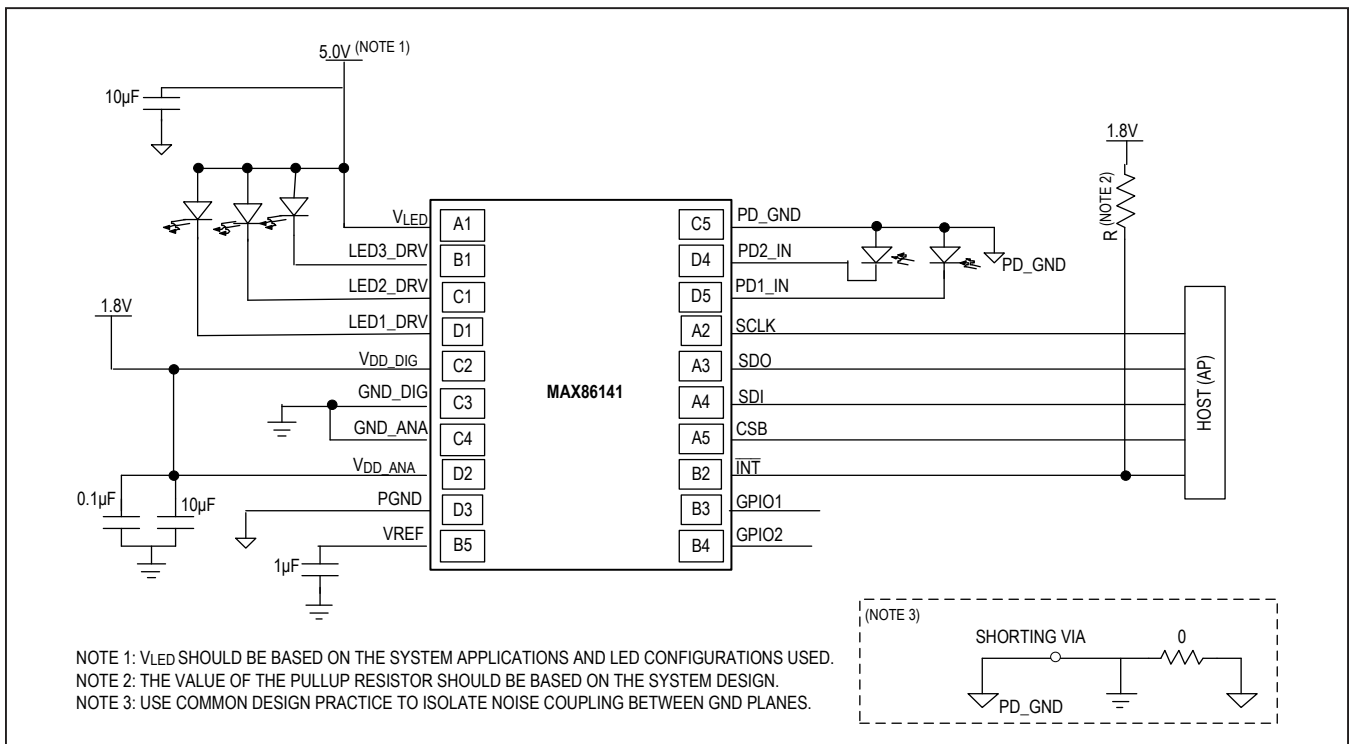 5.0V (NOTE 1)
10µF
1.8V
R (NOTE 2)
VLED
A1
LED3_DRV
B1
LED2_DRV
C1
LED1_DRV
D1
1.8V
VDD_DIG
C2
GND_DIG
C3
GND_ANA
C4
VDD_ANA
D2
0.1µF
10µF
PGND
D3
VREF
B5
1µF
MAX86141
C5
PD_GND
D4
PD2_IN
PD_GND
D5
PD1_IN
A2
SCLK
A3
SDO
A4
SDI
A5
CSB
B2
INT
B3
GPIO1
B4
GPIO2
HOST (AP)
(NOTE 3)
SHORTING VIA
0
PD_GND
NOTE 1: VLED SHOULD BE BASED ON THE SYSTEM APPLICATIONS AND LED CONFIGURATIONS USED.
NOTE 2: THE VALUE OF THE PULLUP RESISTOR SHOULD BE BASED ON THE SYSTEM DESIGN.
NOTE 3: USE COMMON DESIGN PRACTICE TO ISOLATE NOISE COUPLING BETWEEN GND PLANES.